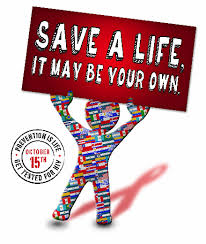 SAVE A LIFE,
IT MAY BE YOUR OWN.
PREVENTION IS LIFE
OCTOBER
15TH
GET TESTED FOR HIV